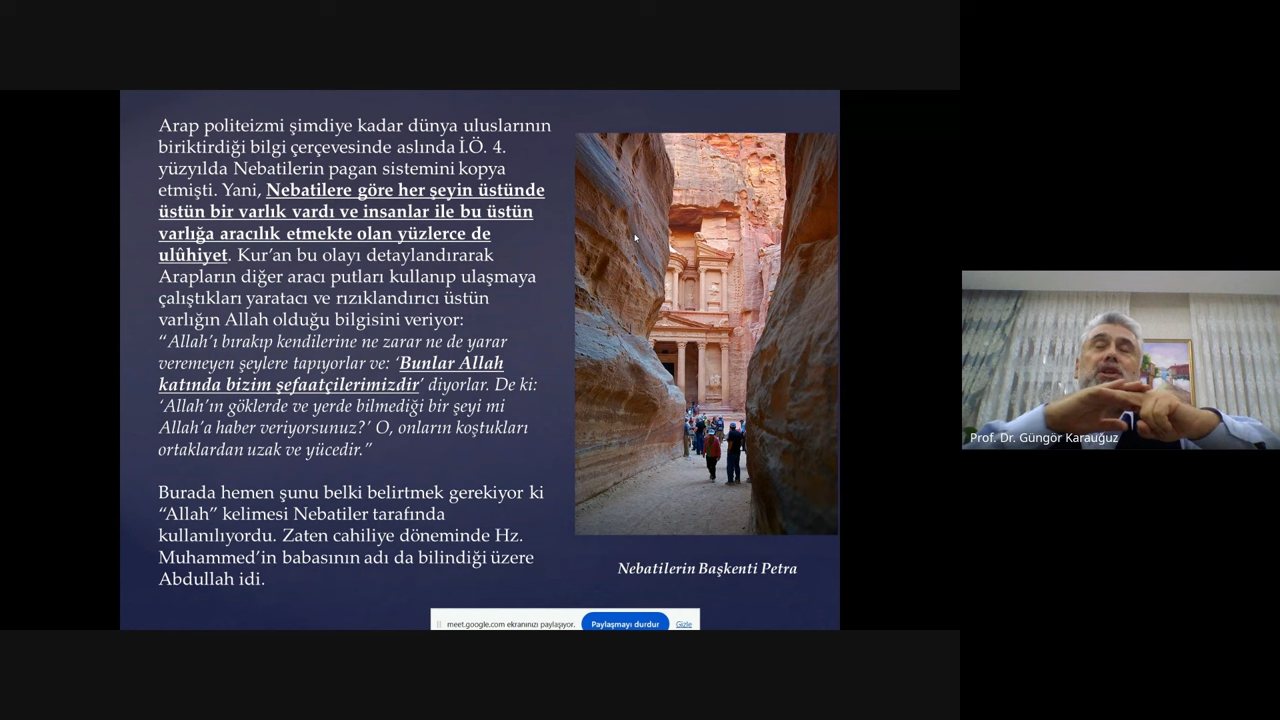 Arap politeizmi şimdiye kadar dünya uluslarının
biriktirdiği bilgi çerçevesinde aslında İ.Ö. 4.
yüzyılda Nebatilerin pagan sistemini kopya
etmişti. Yani, Nebatilere göre her şeyin üstünde
üstün bir varlık vardı ve insanlar ile bu üstün
varlığa aracılık etmekte olan yüzlerce de
ulûhiyet. Kur’an bu olayı detaylandırarak
Arapların diğer aracı putları kullanıp ulaşmaya
çalıştıkları yaratacı ve rızıklandırıcı üstün
varlığın Allah olduğu bilgisini veriyor:
“Allah’ı bırakıp kendilerine ne zarar ne de yarar
veremeyen şeylere tapıyorlar ve: ‘Bunlar Allah
katında bizim şefaatçilerimizdir’ diyorlar. De ki:
‘Allah’ın göklerde ve yerde bilmediği bir şeyi mi
Allah’a haber veriyorsunuz?’ O, onların koştukları
ortaklardan uzak ve yücedir.”
Burada hemen şunu belki belirtmek gerekiyor ki
“Allah” kelimesi Nebatiler tarafında
kullanılıyordu. Zaten cahiliye döneminde Hz.
Muhammed’in babasının adı da bilindiği üzere
Abdullah idi.
Nebatilerin Başkenti Petra
meet.google.com ekranınızı paylaşıyor. Paylaşmayı durdur Gizle
Prof. Dr. Güngör Karauğuz